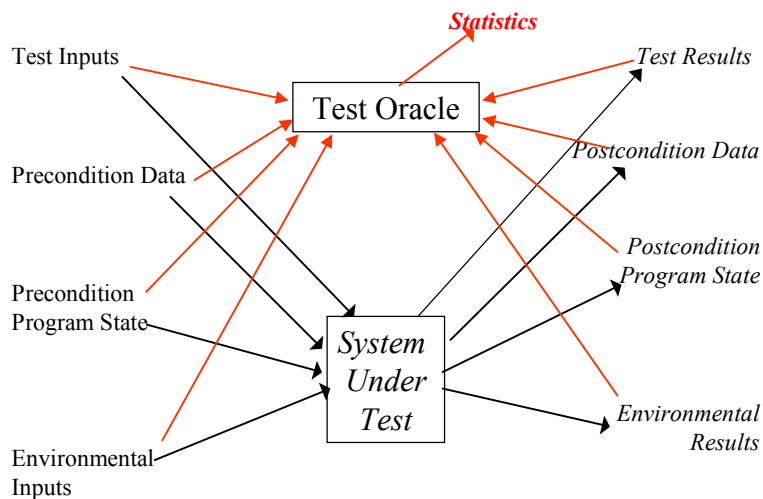 Statistics
Test Inputs
Test Results
Test Oracle
Precondition Data
Postcondition Data
Postcondition
Program State
Precondition
Program State
System
Under
Test
Environmental
Results
Environmental
Inputs